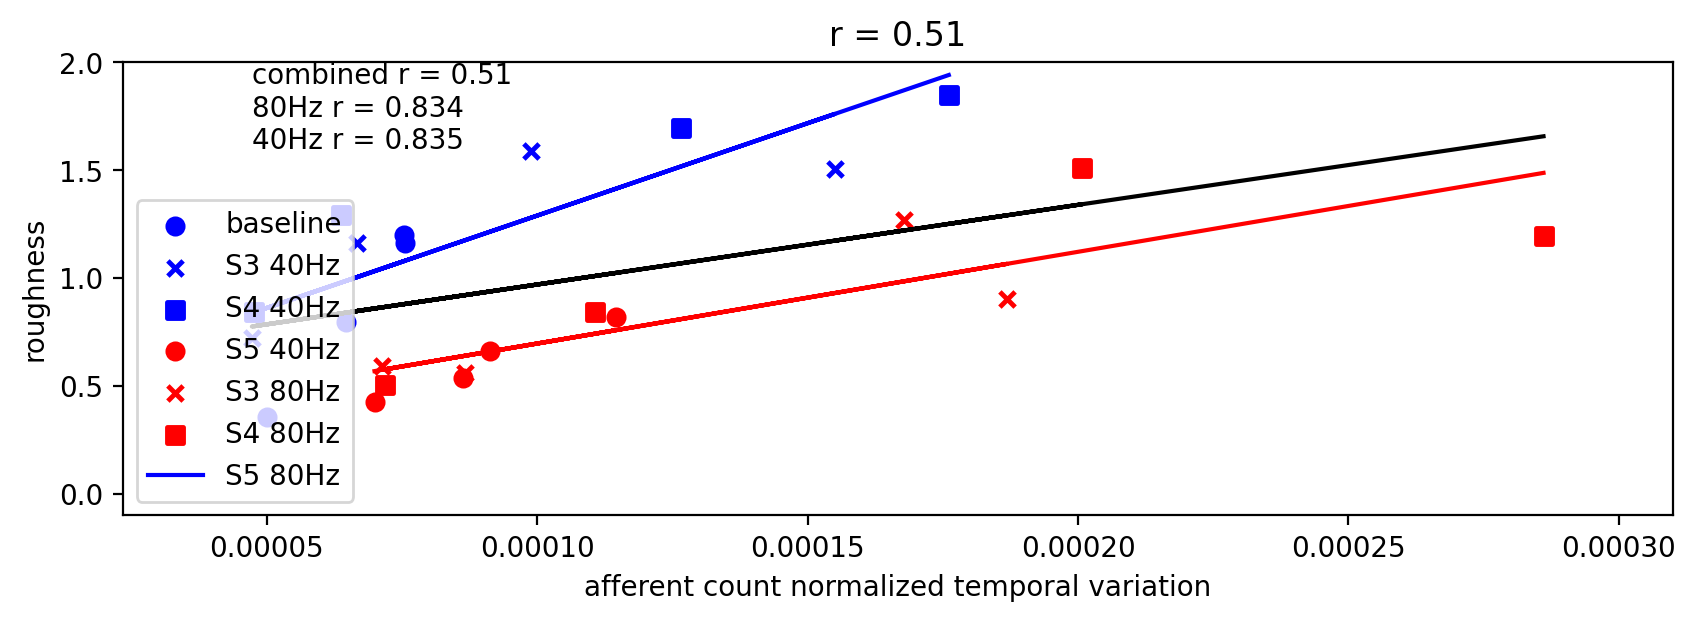 r = 0.51
combined r = 0.51
80Hz r = 0.834
40Hz r = 0.835
2.0
1.5
1.0
0.5
0.0
roughness
baseline
S3 40Hz
S4 40Hz
S5 40Hz
S3 80Hz
S4 80Hz
S5 80Hz
0.00005 0.00010 0.00015 0.00020 0.00025 0.00030
afferent count normalized temporal variation